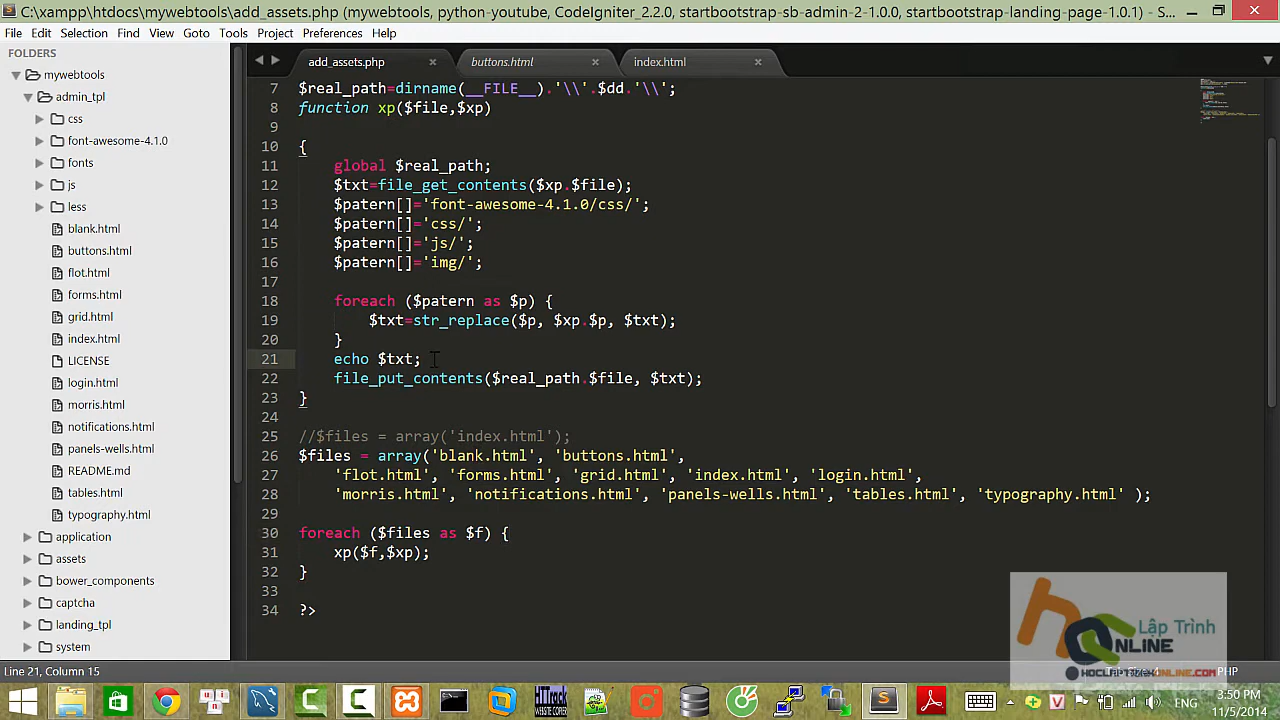 C:\xampp\htdocs\mywebtools\add_assets.php (mywebtools, python-youtube, CodeIgniter_2.2.0, startbootstrap-sb-admin-2-1.0.0, startbootstrap-landing-page-1.0.1) - S...
File Edit Selection Find View Goto Tools Project Preferences Help
FOLDERS
mywebtools
admin_tpl
css
font-awesome-4.1.0
fonts
js
less
blank.html
buttons.html
flot.html
forms.html
grid.html
index.html
LICENSE
login.html
morris.html
notifications.html
panels-wells.html
README.md
tables.html
typography.html
application
assets
bower_components
captcha
landing_tpl
system
add_assets.php buttons.html index.html
7 $real_path=dirname(__FILE__).'\\'.$dd.'\\';
8 function xp($file,$xp)
9
10 {
11 global $real_path;
12 $txt=file_get_contents($xp.$file);
13 $patern[]='font-awesome-4.1.0/css/';
14 $patern[]='css/';
15 $patern[]='js/';
16 $patern[]='img/';
17
18 foreach ($patern as $p) {
19 $txt=str_replace($p, $xp.$p, $txt);
20 }
21 echo $txt;
22 file_put_contents($real_path.$file, $txt);
23 }
24
25 //$files = array('index.html');
26 $files = array('blank.html', 'buttons.html',
27 'flot.html', 'forms.html', 'grid.html', 'index.html', 'login.html',
28 'morris.html', 'notifications.html', 'panels-wells.html', 'tables.html', 'typography.html' );
29
30 foreach ($files as $f) {
31 xp($f,$xp);
32 }
33
34 ?>
Lập Trình
ONLINE
HOCLAPTRINHONLINE.COM
Line 21, Column 15
PHP
HTTrack
WEBSITE COPIER
ENG
3:50 PM
11/5/2014